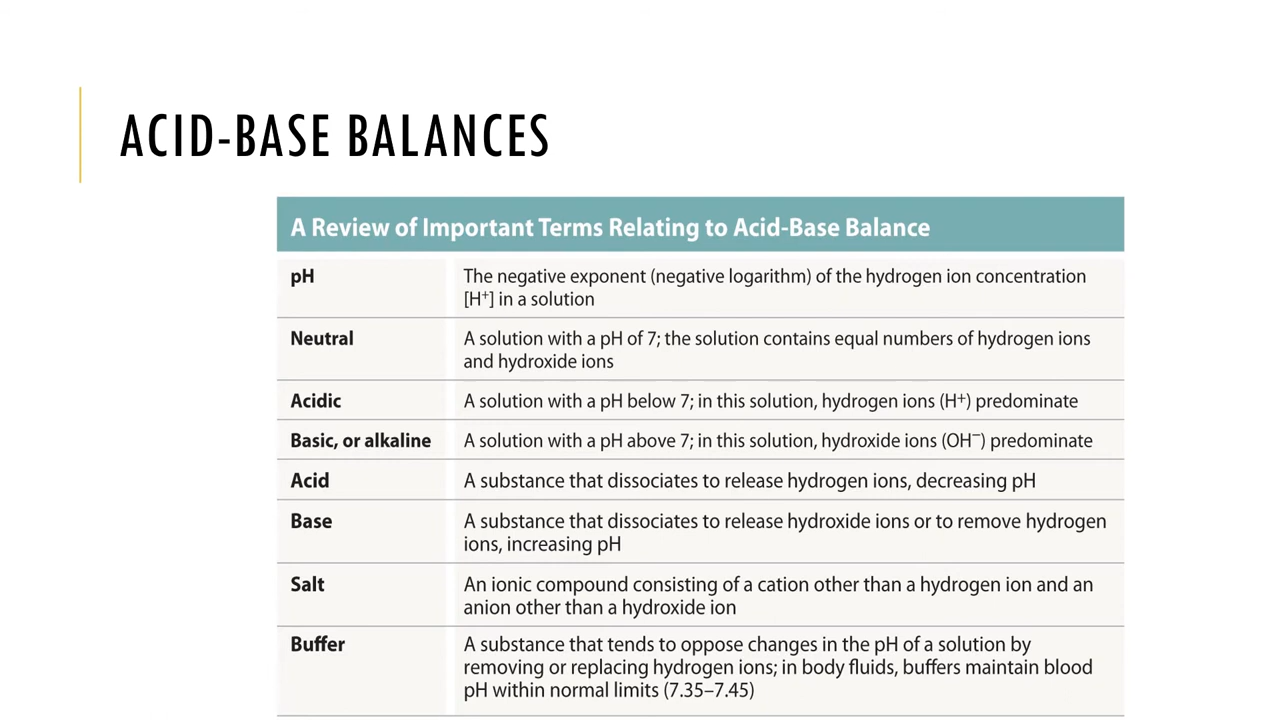 ACID-BASE BALANCES
A Review of Important Terms Relating to Acid-Base Balance
pH
The negative exponent (negative logarithm) of the hydrogen ion concentration
[H⁺] in a solution
Neutral
A solution with a pH of 7; the solution contains equal numbers of hydrogen ions
and hydroxide ions
Acidic
A solution with a pH below 7; in this solution, hydrogen ions (H⁺) predominate
Basic, or alkaline
A solution with a pH above 7; in this solution, hydroxide ions (OH⁻) predominate
Acid
A substance that dissociates to release hydrogen ions, decreasing pH
Base
A substance that dissociates to release hydroxide ions or to remove hydrogen
ions, increasing pH
Salt
An ionic compound consisting of a cation other than a hydrogen ion and an
anion other than a hydroxide ion
Buffer
A substance that tends to oppose changes in the pH of a solution by
removing or replacing hydrogen ions; in body fluids, buffers maintain blood
pH within normal limits (7.35–7.45)